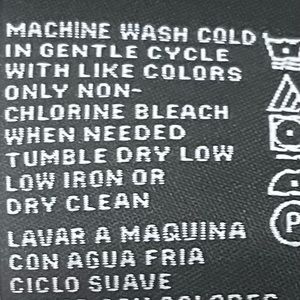 MACHINE WASH COLD
IN GENTLE CYCLE
WITH LIKE COLORS
ONLY NON-
CHLORINE BLEACH
WHEN NEEDED
TUMBLE DRY LOW
LOW IRON OR
DRY CLEAN
LAVAR A MAQUINA
CON AGUA FRIA
CICLO SUAVE
P